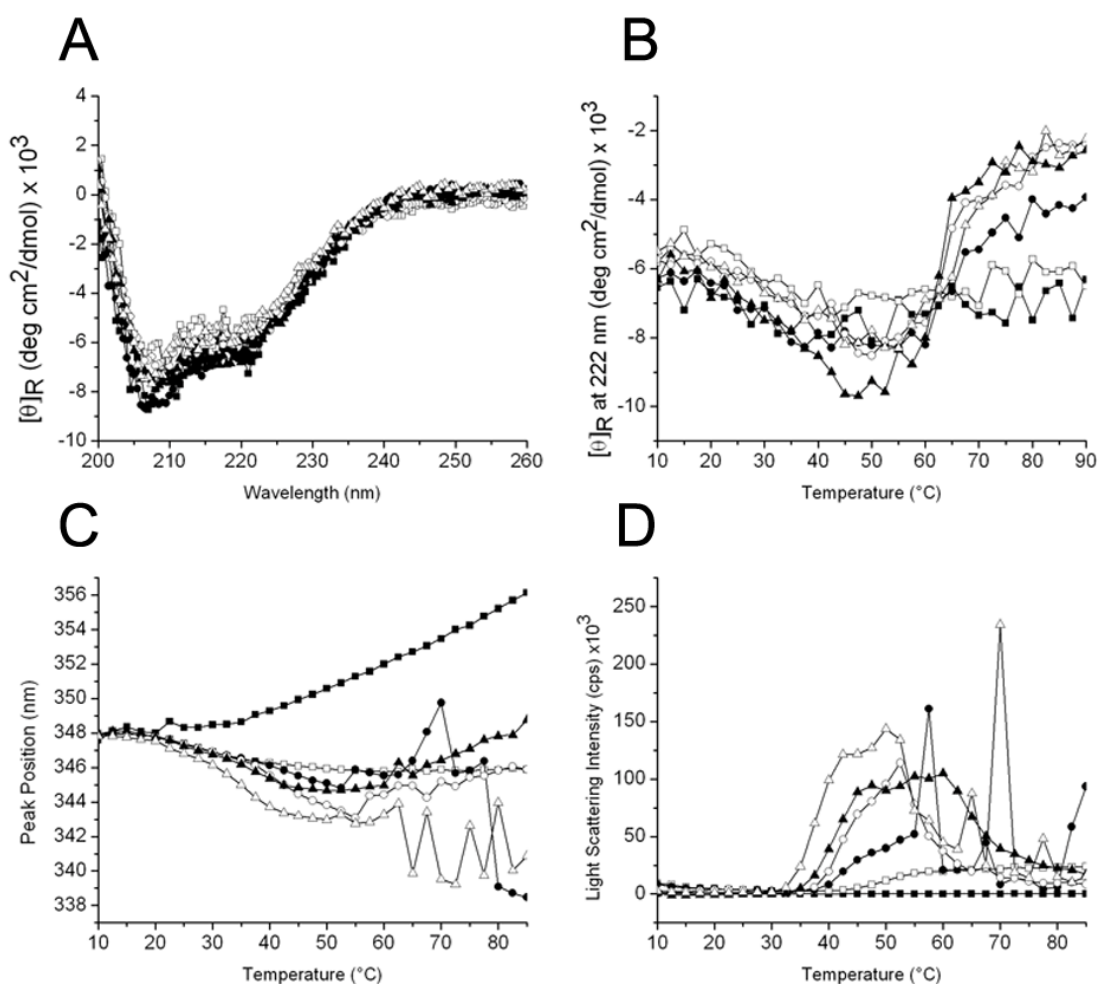 A
B
[θ]R (deg cm2/dmol) x 103
4
2
0
-2
-4
-6
-8
-10
200 210 220 230 240 250 260
Wavelength (nm)
[θ]R at 222 nm (deg cm2/dmol) x 103
-2
-4
-6
-8
-10
10 20 30 40 50 60 70 80 90
Temperature (°C)
C
D
Peak Position (nm)
356
354
352
350
348
346
344
342
340
338
10 20 30 40 50 60 70 80
Temperature (°C)
Light Scattering Intensity (cps) x103
250
200
150
100
50
0
10 20 30 40 50 60 70 80
Temperature (°C)